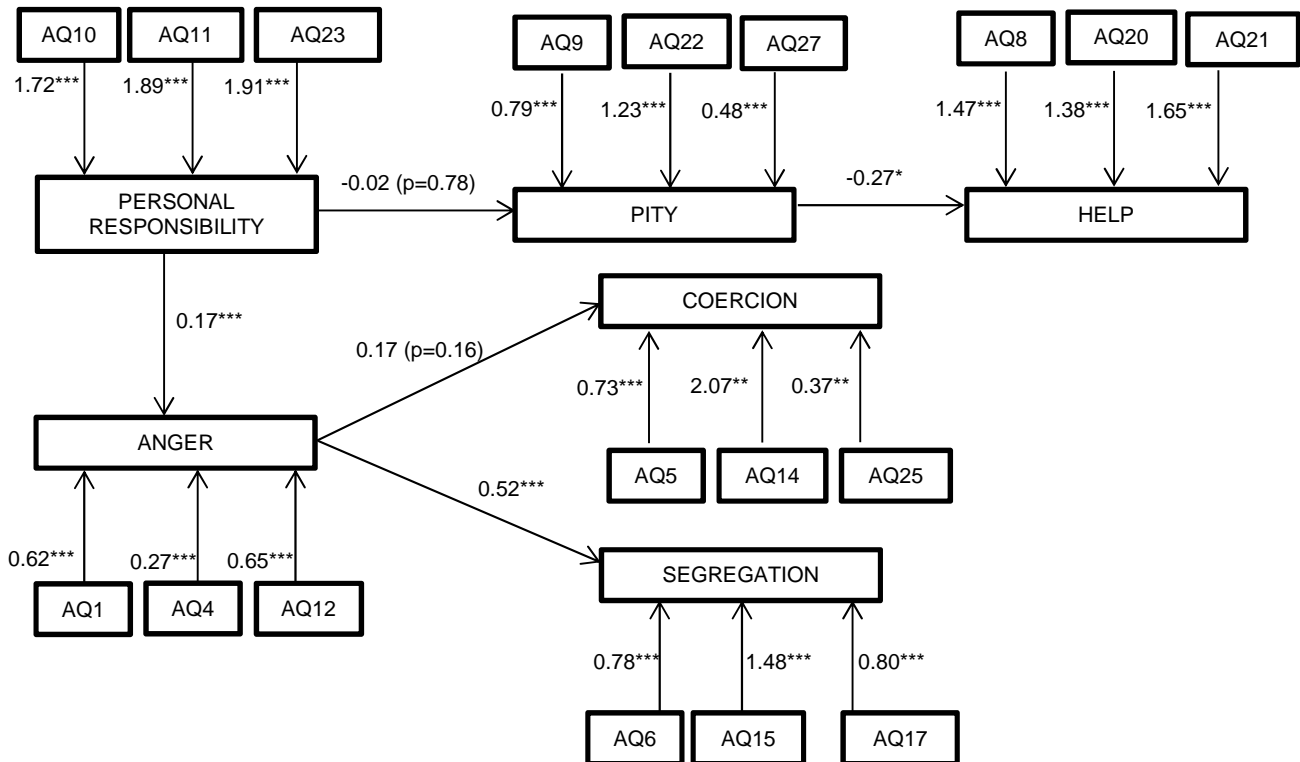 AQ10 AQ11 AQ23 AQ9 AQ22 AQ27 AQ8 AQ20 AQ21
1.72*** 1.89*** 1.91*** 0.79*** 1.23*** 0.48*** 1.47*** 1.38*** 1.65***
PERSONAL
RESPONSIBILITY
-0.02 (p=0.78)
PITY
-0.27*
HELP
0.17***
COERCION
0.17 (p=0.16)
0.73*** 2.07** 0.37**
ANGER
AQ5 AQ14 AQ25
0.52***
0.62*** 0.27*** 0.65***
SEGREGATION
AQ1 AQ4 AQ12
0.78*** 1.48*** 0.80***
AQ6 AQ15 AQ17